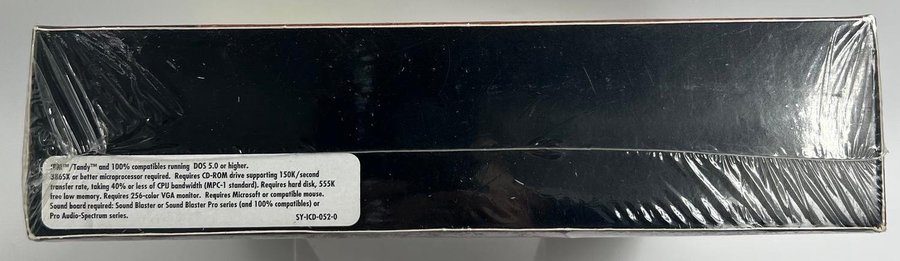 IBM™/Tandy™ and 100% compatibles running DOS 5.0 or higher.
386SX or better microprocessor required. Requires CD-ROM drive supporting 150K/second
transfer rate, taking 40% or less of CPU bandwidth (MPC-1 standard). Requires hard disk, 555K
free low memory. Requires 256-color VGA monitor. Requires Microsoft or compatible mouse.
Sound board required: Sound Blaster or Sound Blaster Pro series (and 100% compatibles) or
Pro Audio-Spectrum series.
SY-ICD-052-0